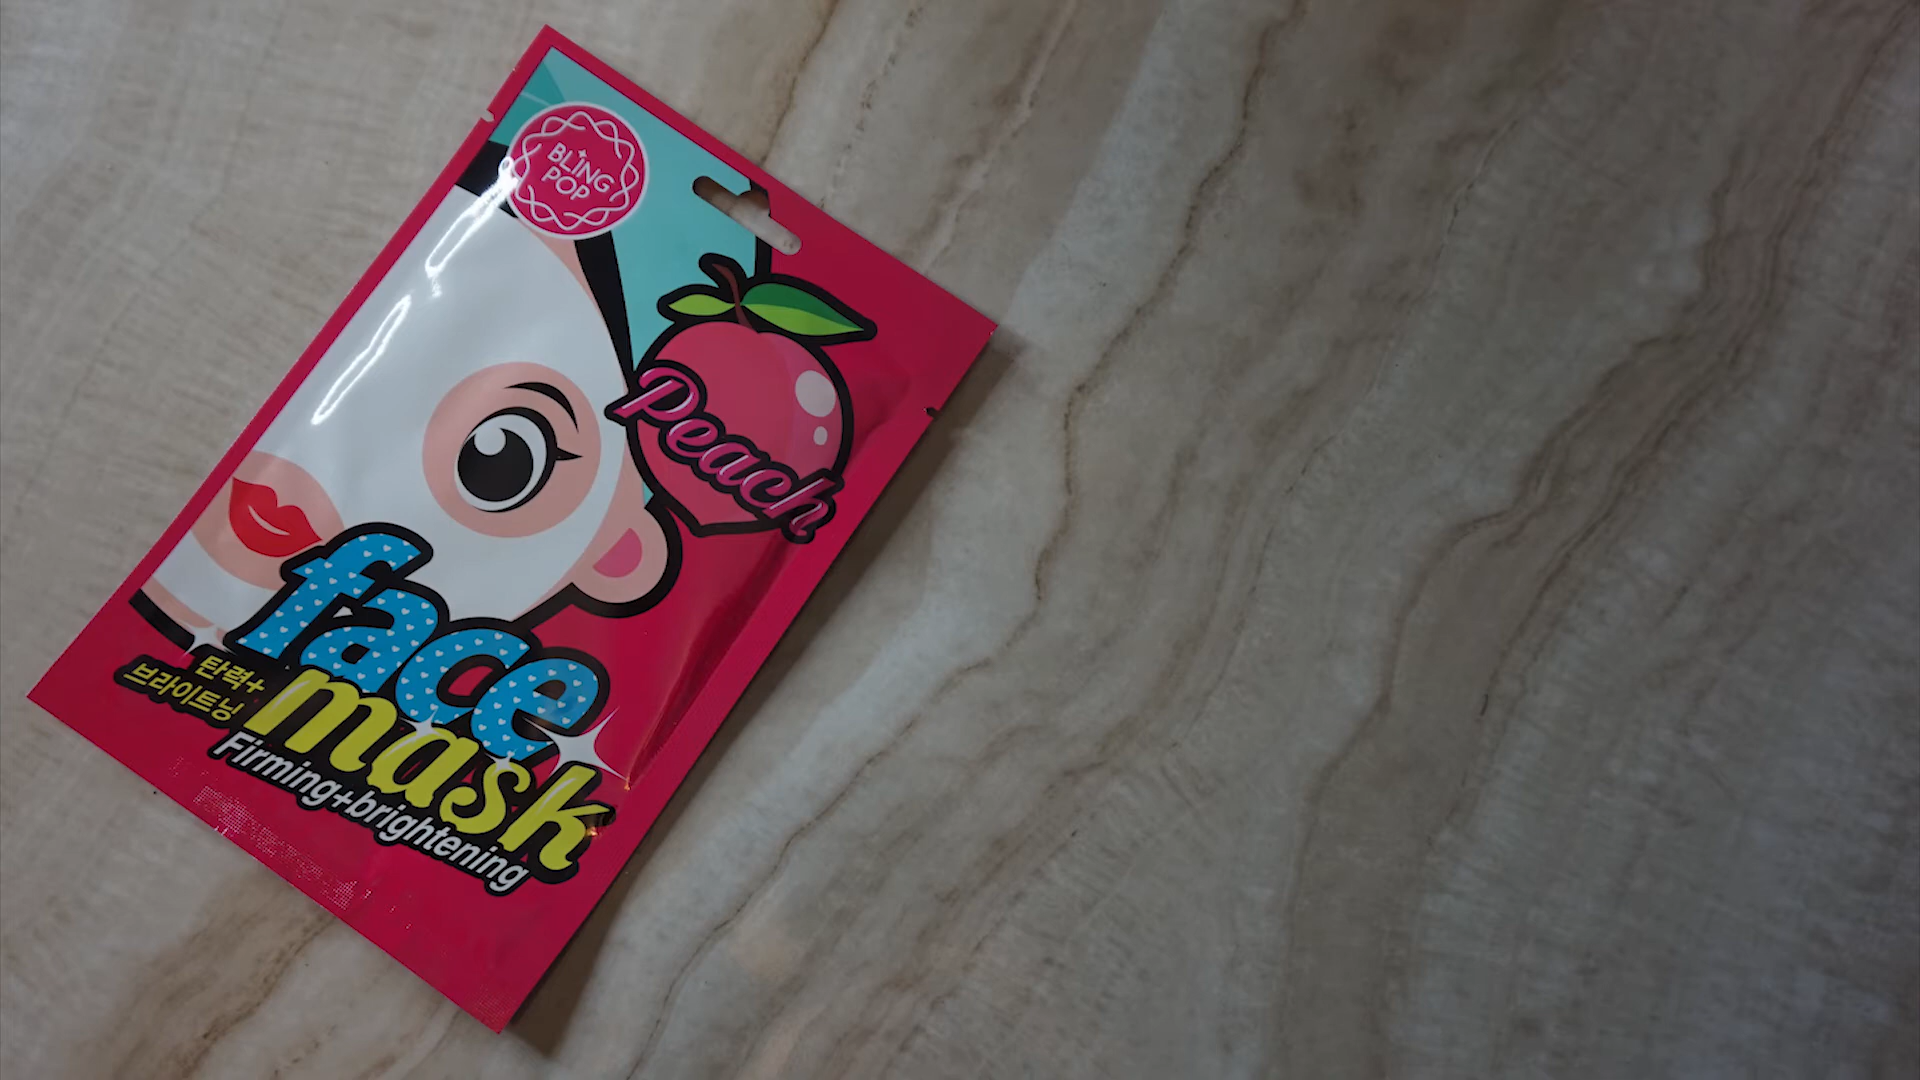 BLING
POP
Peach
face
mask
탄력+
브라이트닝
Firming+brightening